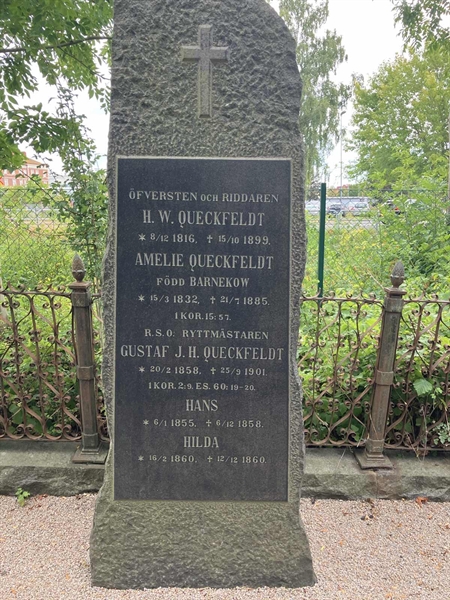 ÖFVERSTEN OCH RIDDAREN
H. W. QUECKFELDT
* 8/12 1816. † 15/10 1899.
AMELIE QUECKFELDT
FÖDD BARNEKOW
* 15/3 1832. † 21/7 1885.
1 KOR. 15: 57.
R.S.O. RYTTMÄSTAREN
GUSTAF J. H. QUECKFELDT
* 20/2 1858. † 25/9 1901.
1 KOR. 2: 9. ES. 60: 19-20.
HANS
* 6/1 1855. † 6/12 1858.
HILDA
* 16/2 1860. † 12/12 1860.